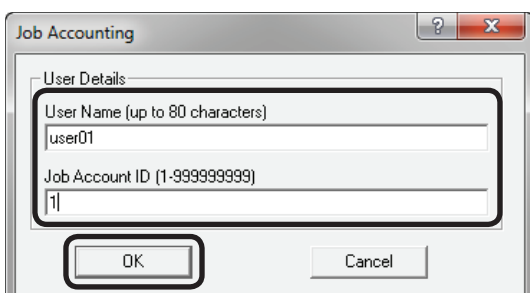 Job Accounting
? X
User Details
User Name (up to 80 characters)
user01
Job Account ID (1-999999999)
1
OK Cancel